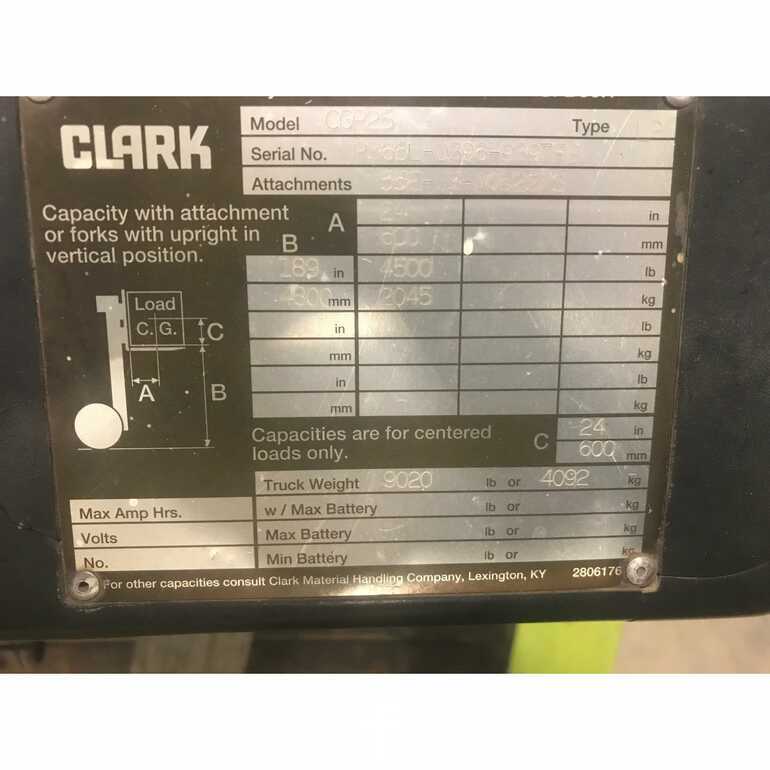 CLARK
Model CGP25 Type LP
Serial No.
Attachments
Capacity with attachment
or forks with upright in
vertical position.
A 24 in
600 mm
B
189 in 4500 lb
4800 mm 2045 kg
in lb
mm kg
in lb
mm kg
Load
C. G.
C
A
B
Capacities are for centered
loads only.
C 24 in
600 mm
Truck Weight 9020 lb or 4092 kg
Max Amp Hrs. w / Max Battery lb or kg
Volts Max Battery lb or kg
No. Min Battery lb or kg
For other capacities consult Clark Material Handling Company, Lexington, KY 2806176